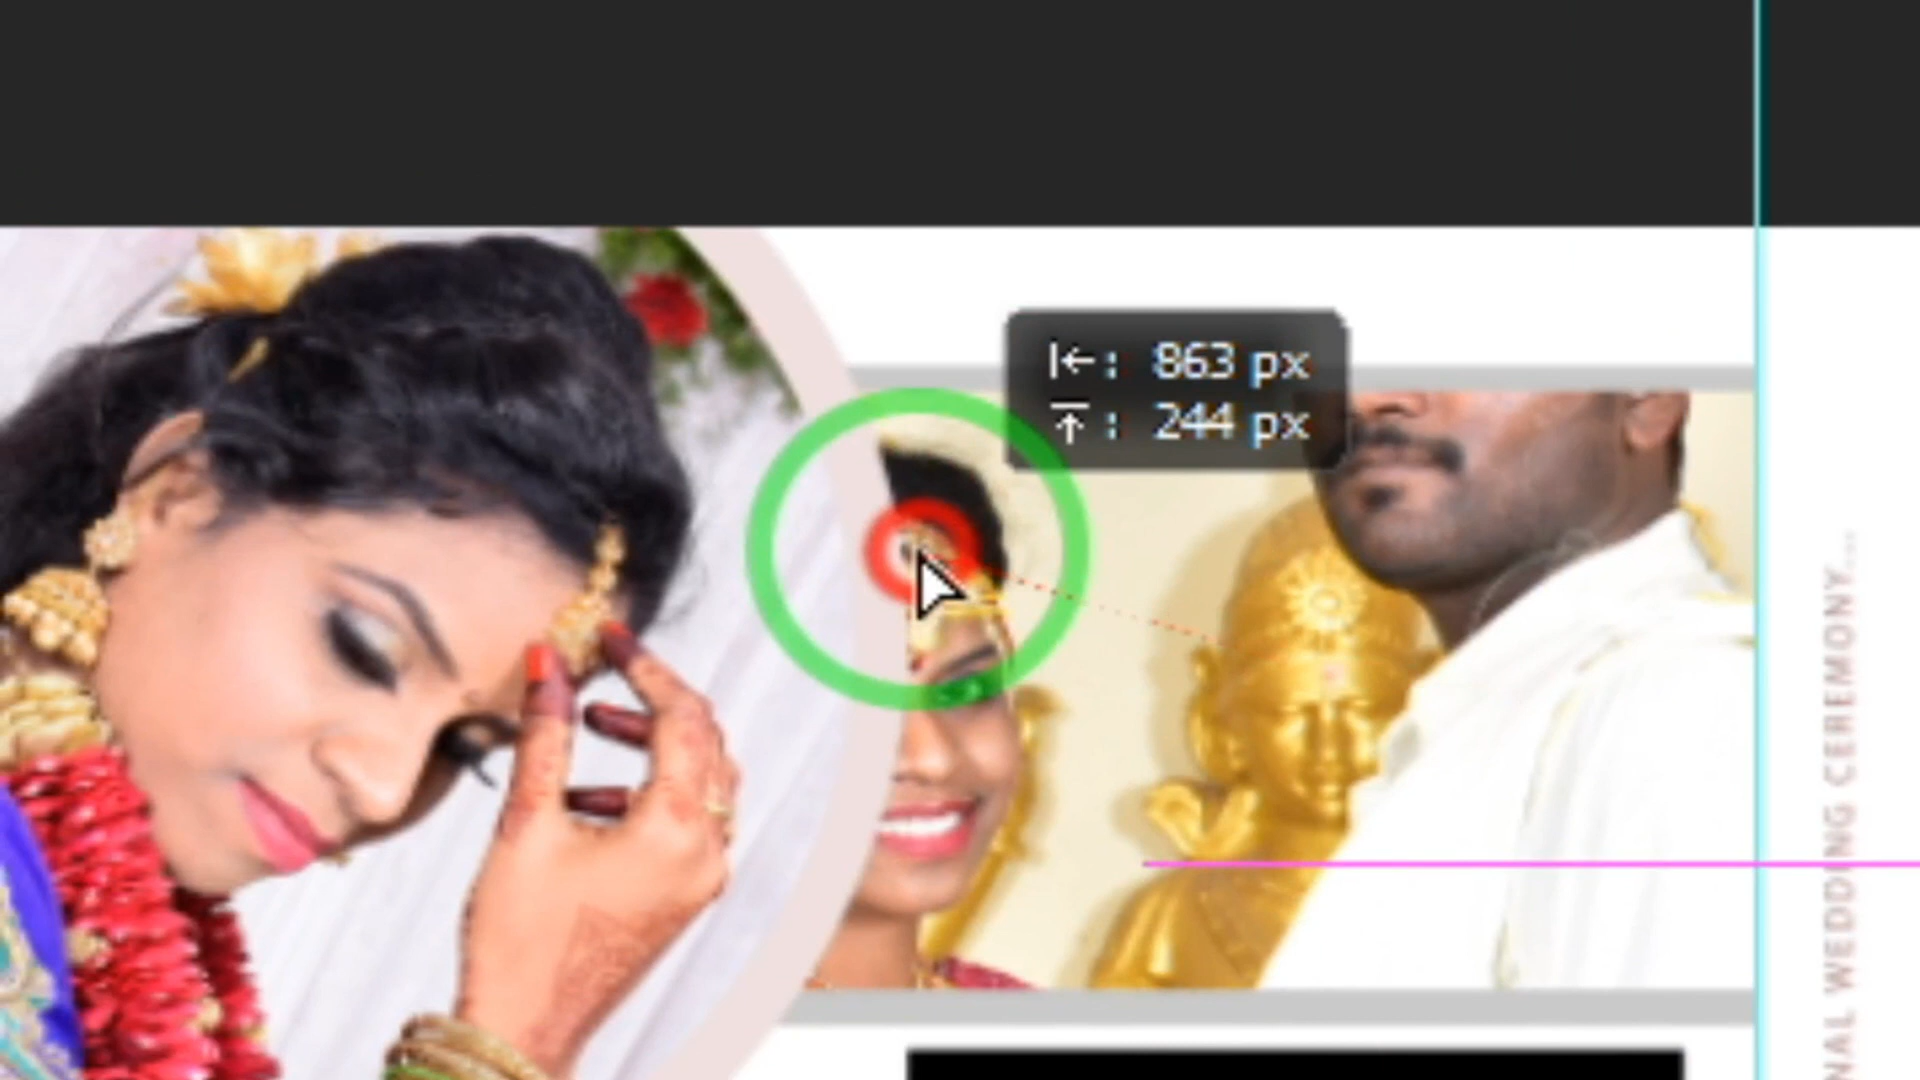 : 863 px
: 244 px
NAL WEDDING CEREMONY...